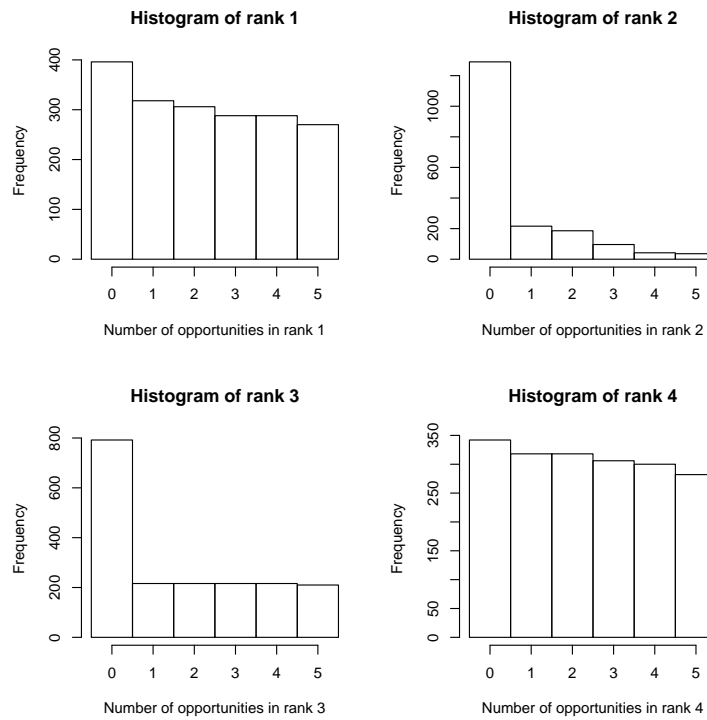 Histogram of rank 1
Frequency
0 100 200 300 400
0 1 2 3 4 5
Number of opportunities in rank 1
Histogram of rank 2
Frequency
0 200 600 1000
0 1 2 3 4 5
Number of opportunities in rank 2
Histogram of rank 3
Frequency
0 200 400 600 800
0 1 2 3 4 5
Number of opportunities in rank 3
Histogram of rank 4
Frequency
0 50 150 250 350
0 1 2 3 4 5
Number of opportunities in rank 4